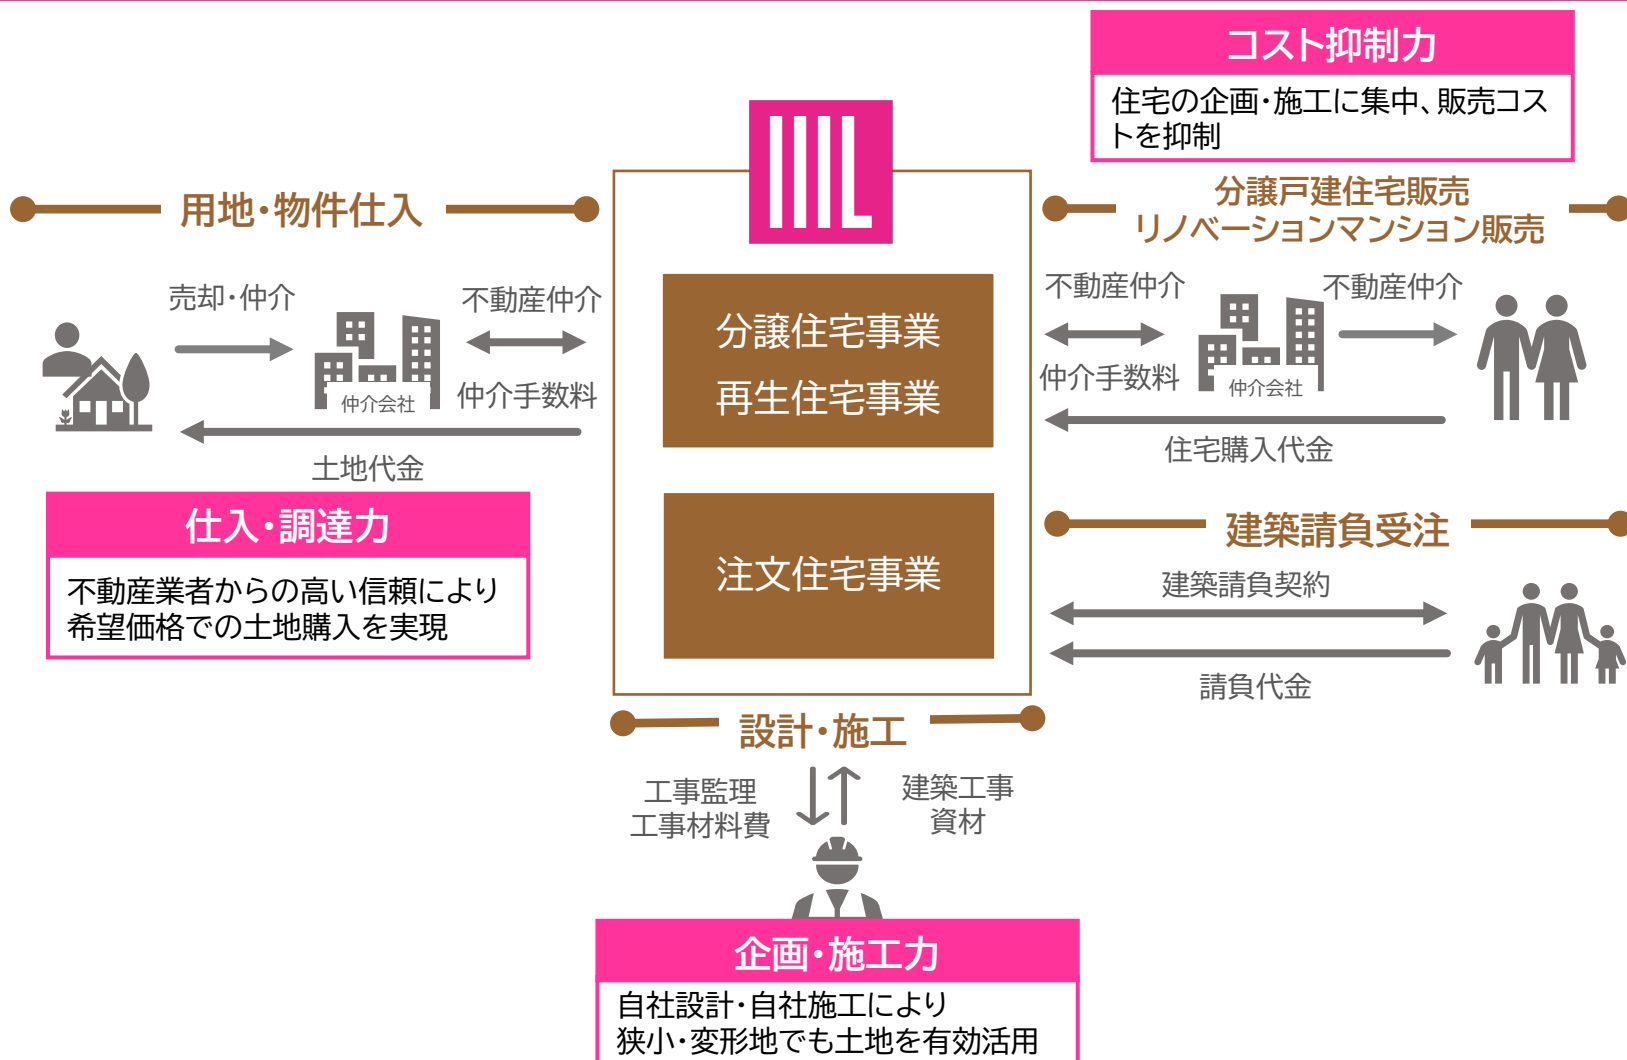 コスト抑制力
住宅の企画・施工に集中、販売コス
トを抑制
用地・物件仕入
売却・仲介
不動産仲介
仲介会社
仲介手数料
土地代金
仕入・調達力
不動産業者からの高い信頼により
希望価格での土地購入を実現
分譲住宅事業
再生住宅事業
注文住宅事業
分譲戸建住宅販売
リノベーションマンション販売
不動産仲介
不動産仲介
仲介手数料
仲介会社
住宅購入代金
建築請負受注
建築請負契約
請負代金
設計・施工
工事監理
工事材料費
建築工事
資材
企画・施工力
自社設計・自社施工により
狭小・変形地でも土地を有効活用